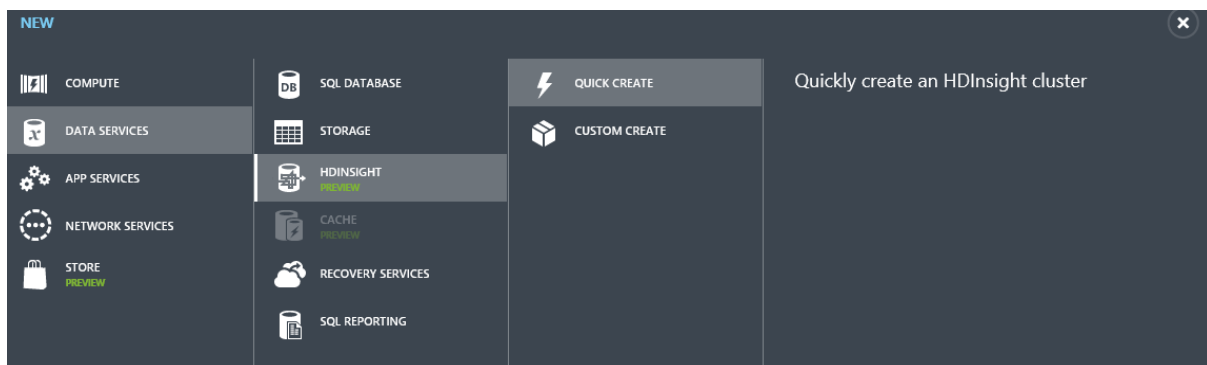 NEW
COMPUTE
DATA SERVICES
APP SERVICES
NETWORK SERVICES
STORE
PREVIEW
DB
SQL DATABASE
STORAGE
HDINSIGHT
PREVIEW
CACHE
PREVIEW
RECOVERY SERVICES
SQL REPORTING
QUICK CREATE
CUSTOM CREATE
Quickly create an HDInsight cluster